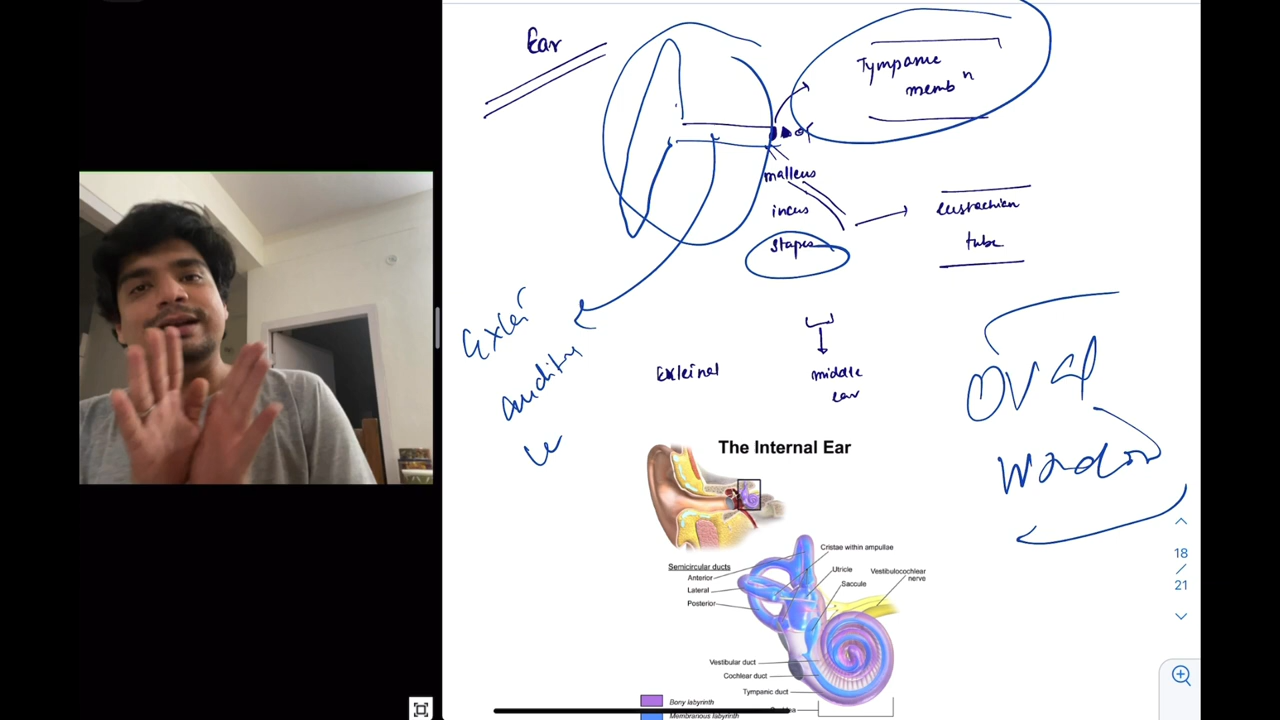 Ear
Tympanic
membⁿ
malleus
incus
stapes
eustachian
tube
auditory
External
middle
ear
Oval
window
The Internal Ear
Cristae within ampullae
Semicircular ducts
Anterior
Lateral
Posterior
Utricle
Saccule
Vestibulocochlear
nerve
Vestibular duct
Cochlear duct
Tympanic duct
Bony labyrinth
Membranous labyrinth
18
/
21